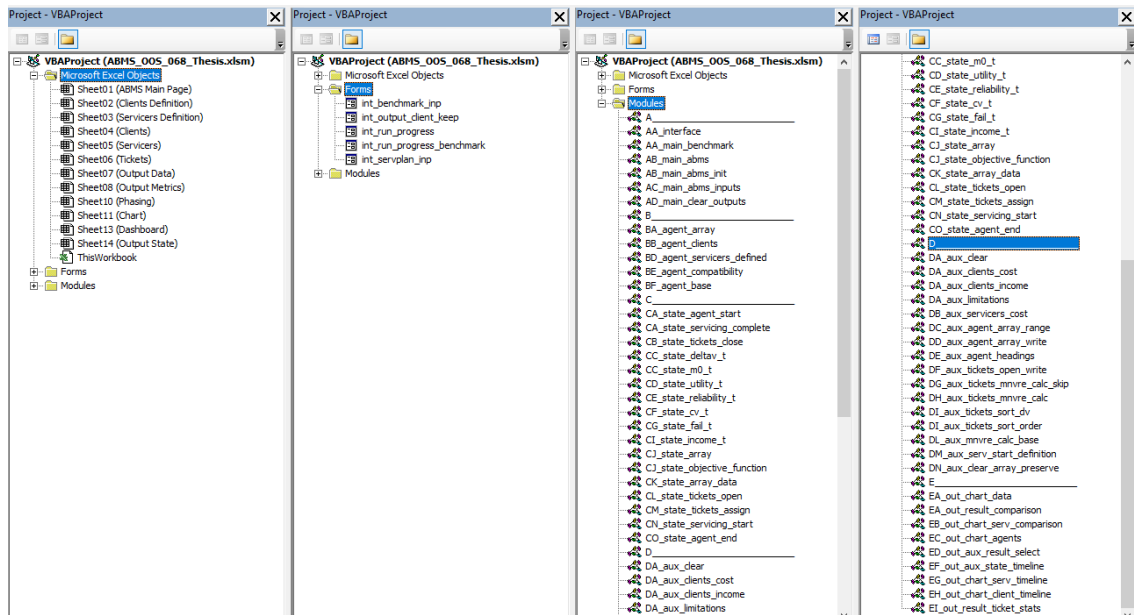 Project - VBAProject
VBAProject (ABMS_OOS_068_Thesis.xlsm)
Microsoft Excel Objects
Sheet01 (ABMS Main Page)
Sheet02 (Clients Definition)
Sheet03 (Servicers Definition)
Sheet04 (Clients)
Sheet05 (Servicers)
Sheet06 (Tickets)
Sheet07 (Output Data)
Sheet08 (Output Metrics)
Sheet10 (Phasing)
Sheet11 (Chart)
Sheet13 (Dashboard)
Sheet14 (Output State)
ThisWorkbook
Forms
Modules
Project - VBAProject
VBAProject (ABMS_OOS_068_Thesis.xlsm)
Microsoft Excel Objects
Forms
int_benchmark_inp
int_output_client_keep
int_run_progress
int_run_progress_benchmark
int_servplan_inp
Modules
Project - VBAProject
VBAProject (ABMS_OOS_068_Thesis.xlsm)
Microsoft Excel Objects
Forms
Modules
A____________________
AA_interface
AA_main_benchmark
AB_main_abms
AB_main_abms_init
AC_main_abms_inputs
AD_main_clear_outputs
B____________________
BA_agent_array
BB_agent_clients
BD_agent_servicers_defined
BE_agent_compatibility
BF_agent_base
C____________________
CA_state_agent_start
CA_state_servicing_complete
CB_state_tickets_close
CC_state_deltav_t
CC_state_m0_t
CD_state_utility_t
CE_state_reliability_t
CF_state_cv_t
CG_state_fail_t
CI_state_income_t
CJ_state_array
CJ_state_objective_function
CK_state_array_data
CL_state_tickets_open
CM_state_tickets_assign
CN_state_servicing_start
CO_state_agent_end
D____________________
DA_aux_clear
DA_aux_clients_cost
DA_aux_clients_income
DA_aux_limitations
Project - VBAProject
CC_state_m0_t
CD_state_utility_t
CE_state_reliability_t
CF_state_cv_t
CG_state_fail_t
CI_state_income_t
CJ_state_array
CJ_state_objective_function
CK_state_array_data
CL_state_tickets_open
CM_state_tickets_assign
CN_state_servicing_start
CO_state_agent_end
D____________________
DA_aux_clear
DA_aux_clients_cost
DA_aux_clients_income
DA_aux_limitations
DB_aux_servicers_cost
DC_aux_agent_array_range
DD_aux_agent_array_write
DE_aux_agent_headings
DF_aux_tickets_open_write
DG_aux_tickets_mnvre_calc_skip
DH_aux_tickets_mnvre_calc
DI_aux_tickets_sort_dv
DI_aux_tickets_sort_order
DL_aux_mnvre_calc_base
DM_aux_serv_start_definition
DN_aux_clear_array_preserve
E____________________
EA_out_chart_data
EA_out_result_comparison
EB_out_chart_serv_comparison
EC_out_chart_agents
ED_out_aux_result_select
EF_out_aux_state_timeline
EG_out_chart_serv_timeline
EH_out_chart_client_timeline
EI_out_result_ticket_stats